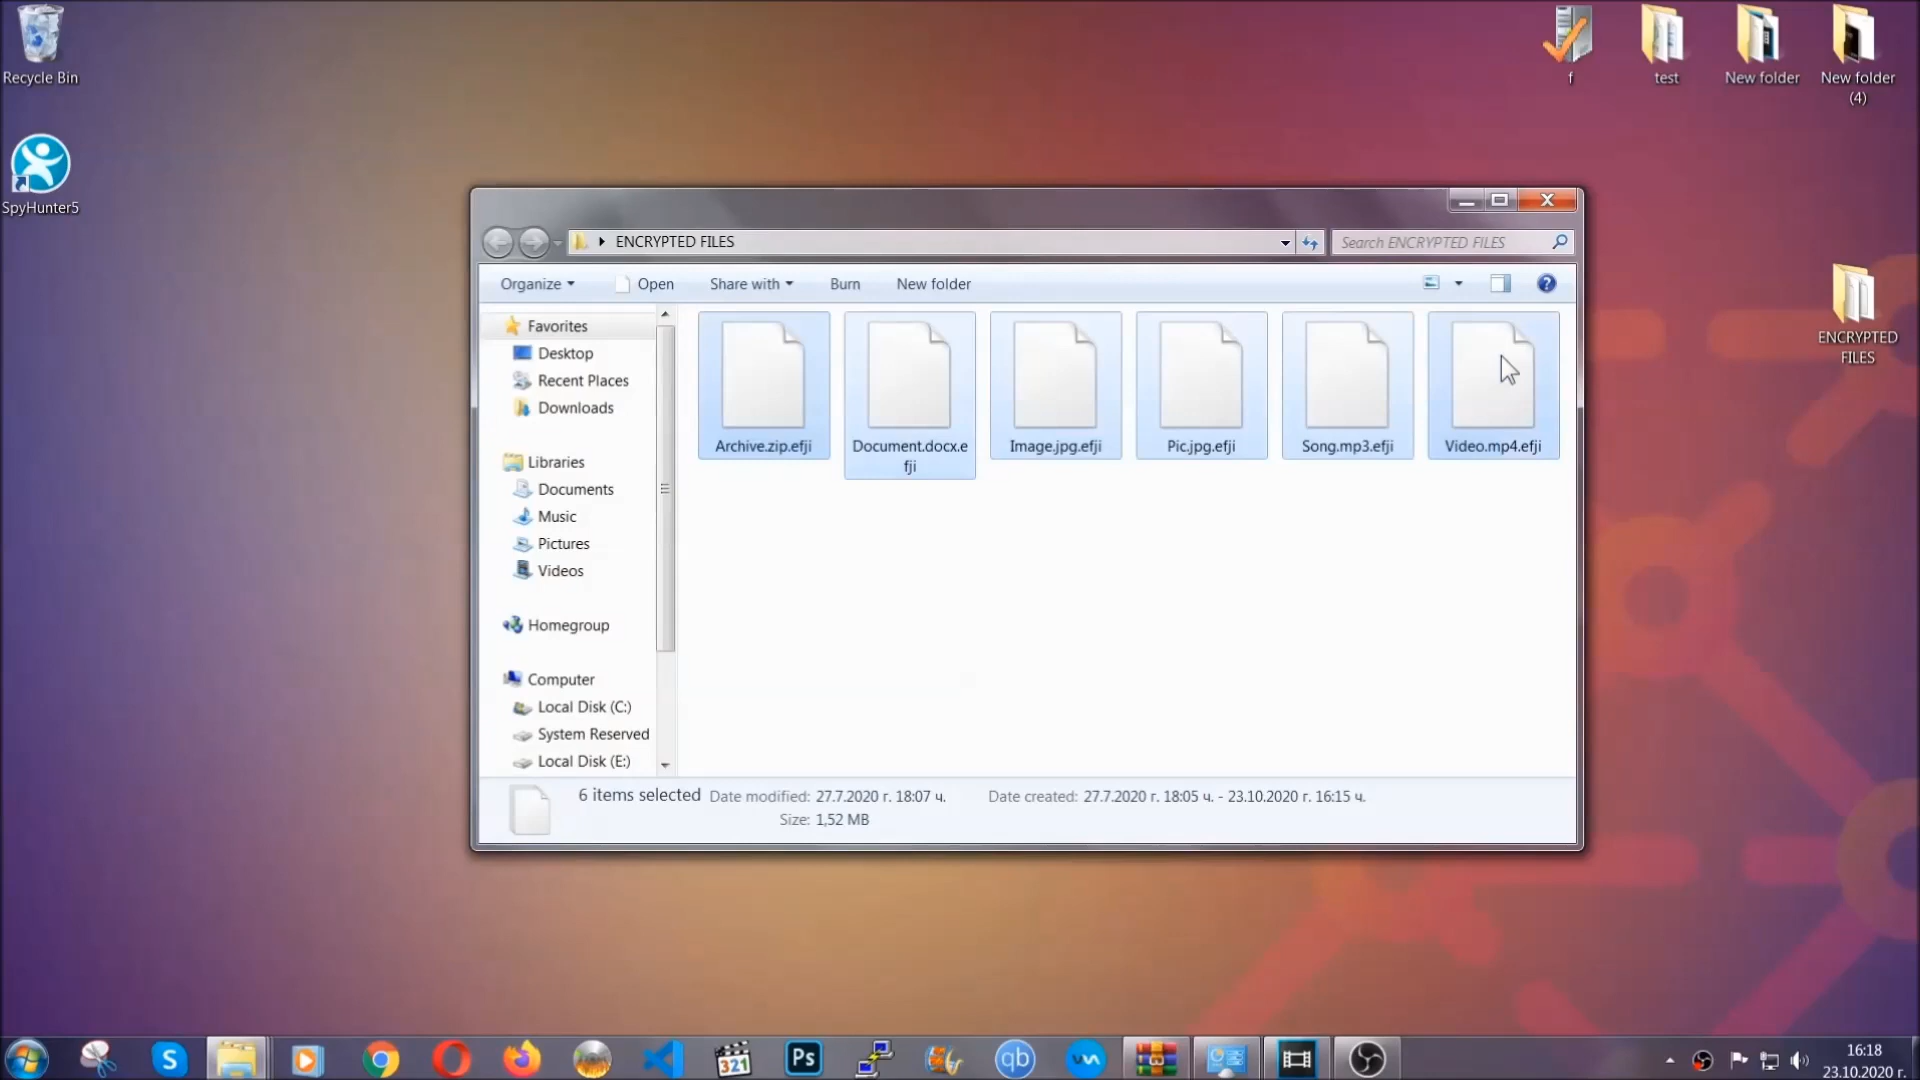 Recycle Bin
SpyHunter5
f
test
New folder
New folder
(4)
ENCRYPTED
FILES
ENCRYPTED FILES
Search ENCRYPTED FILES
Organize
Open
Share with
Burn
New folder
Favorites
Desktop
Recent Places
Downloads
Libraries
Documents
Music
Pictures
Videos
Homegroup
Computer
Local Disk (C:)
System Reserved
Local Disk (E:)
Archive.zip.efji
Document.docx.e
fji
Image.jpg.efji
Pic.jpg.efji
Song.mp3.efji
Video.mp4.efji
6 items selected Date modified: 27.7.2020 г. 18:07 ч. Date created: 27.7.2020 г. 18:05 ч. - 23.10.2020 г. 16:15 ч.
Size: 1,52 MB
S
321
Ps
qb
16:18
23.10.2020 г.